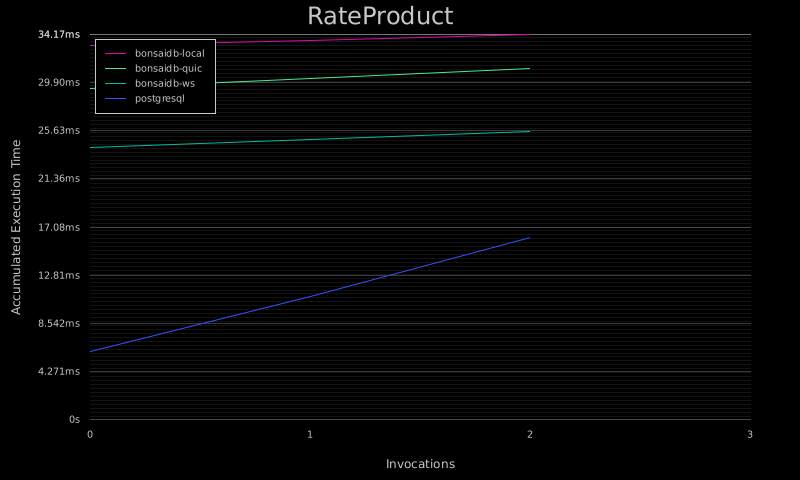 RateProduct
34.17ms
29.90ms
25.63ms
21.36ms
17.08ms
12.81ms
8.542ms
4.271ms
0s
bonsaidb-local
bonsaidb-quic
bonsaidb-ws
postgresql
Accumulated Execution Time
0 1 2 3
Invocations